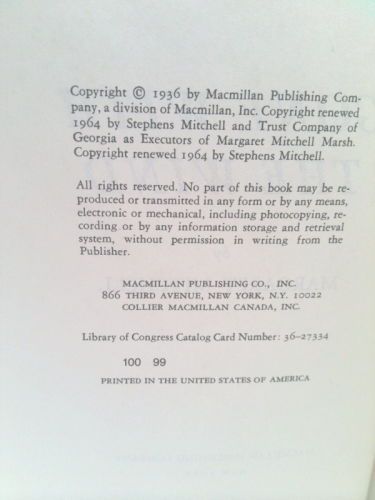 Copyright © 1936 by Macmillan Publishing Com-
pany, a division of Macmillan, Inc. Copyright renewed
1964 by Stephens Mitchell and Trust Company of
Georgia as Executors of Margaret Mitchell Marsh.
Copyright renewed 1964 by Stephens Mitchell.
All rights reserved. No part of this book may be re-
produced or transmitted in any form or by any means,
electronic or mechanical, including photocopying, re-
cording or by any information storage and retrieval
system, without permission in writing from the
Publisher.
MACMILLAN PUBLISHING CO., INC.
866 THIRD AVENUE, NEW YORK, N.Y. 10022
COLLIER MACMILLAN CANADA, INC.
Library of Congress Catalog Card Number: 36-27334
100 99
PRINTED IN THE UNITED STATES OF AMERICA